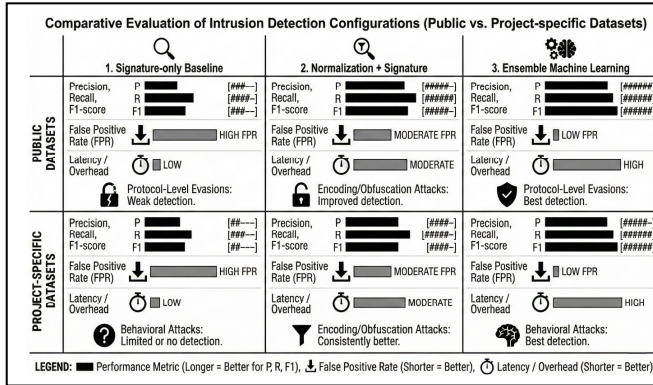 Comparative Evaluation of Intrusion Detection Configurations (Public vs. Project-specific Datasets)
1. Signature-only Baseline
2. Normalization + Signature
3. Ensemble Machine Learning
PUBLIC
DATASETS
Precision,
Recall,
F1-score
P [###--]
R [####-]
F1 [###--]
False Positive
Rate (FPR)
HIGH FPR
Latency /
Overhead
LOW
Protocol-Level Evasions:
Weak detection.
Precision,
Recall,
F1-score
P [#####-]
R [######]
F1 [#####-]
False Positive
Rate (FPR)
MODERATE FPR
Latency /
Overhead
MODERATE
Encoding/Obfuscation Attacks:
Improved detection.
Precision,
Recall,
F1-score
P
R
F1
False Positive
Rate (FPR)
LOW FPR
Latency /
Overhead
HIGH
Protocol-Level Evasions:
Best detection.
PROJECT-SPECIFIC
DATASETS
Precision,
Recall,
F1-score
P [##---]
R [###--]
F1 [##---]
False Positive
Rate (FPR)
HIGH FPR
Latency /
Overhead
LOW
Behavioral Attacks:
Limited or no detection.
Precision,
Recall,
F1-score
P [####-]
R [#####-]
F1 [####-]
False Positive
Rate (FPR)
MODERATE FPR
Latency /
Overhead
MODERATE
Encoding/Obfuscation Attacks:
Consistently better.
Precision,
Recall,
F1-score
P
R
F1
False Positive
Rate (FPR)
LOW FPR
Latency /
Overhead
HIGH
Behavioral Attacks:
Best detection.
LEGEND: Performance Metric (Longer = Better for P, R, F1), False Positive Rate (Shorter = Better), Latency / Overhead (Shorter = Better)